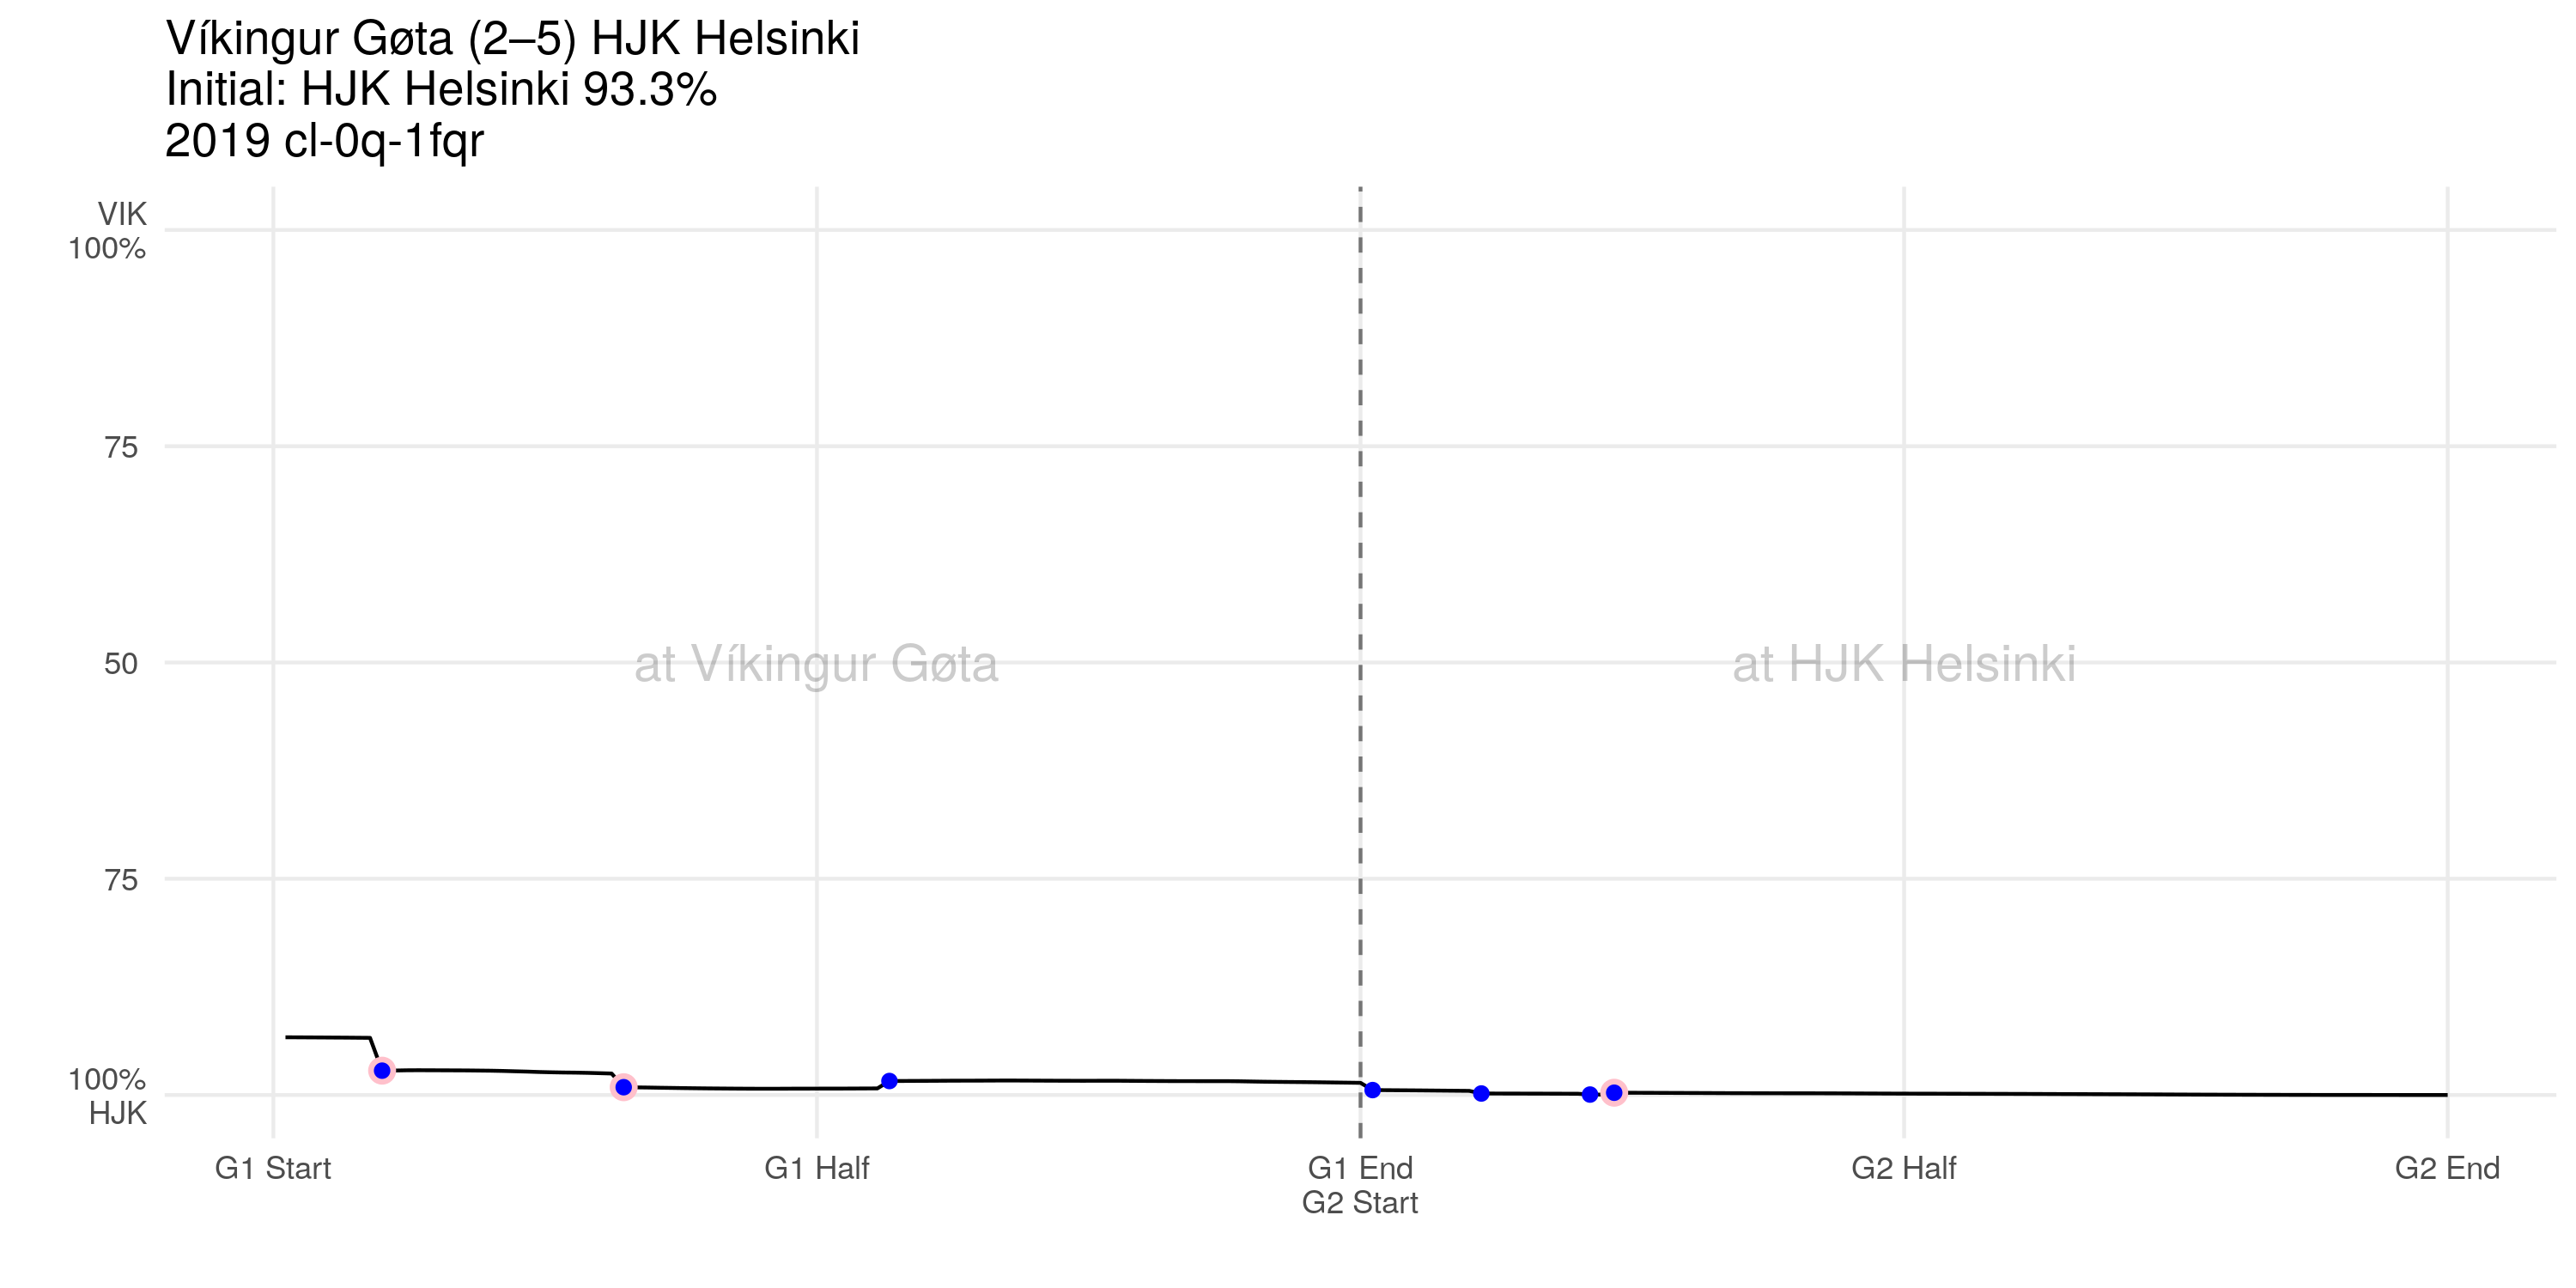 Víkingur Gøta (2–5) HJK Helsinki
Initial: HJK Helsinki 93.3%
2019 cl-0q-1fqr
VIK
100%
75
50
75
100%
HJK
at Víkingur Gøta
at HJK Helsinki
G1 Start
G1 Half
G1 End
G2 Start
G2 Half
G2 End